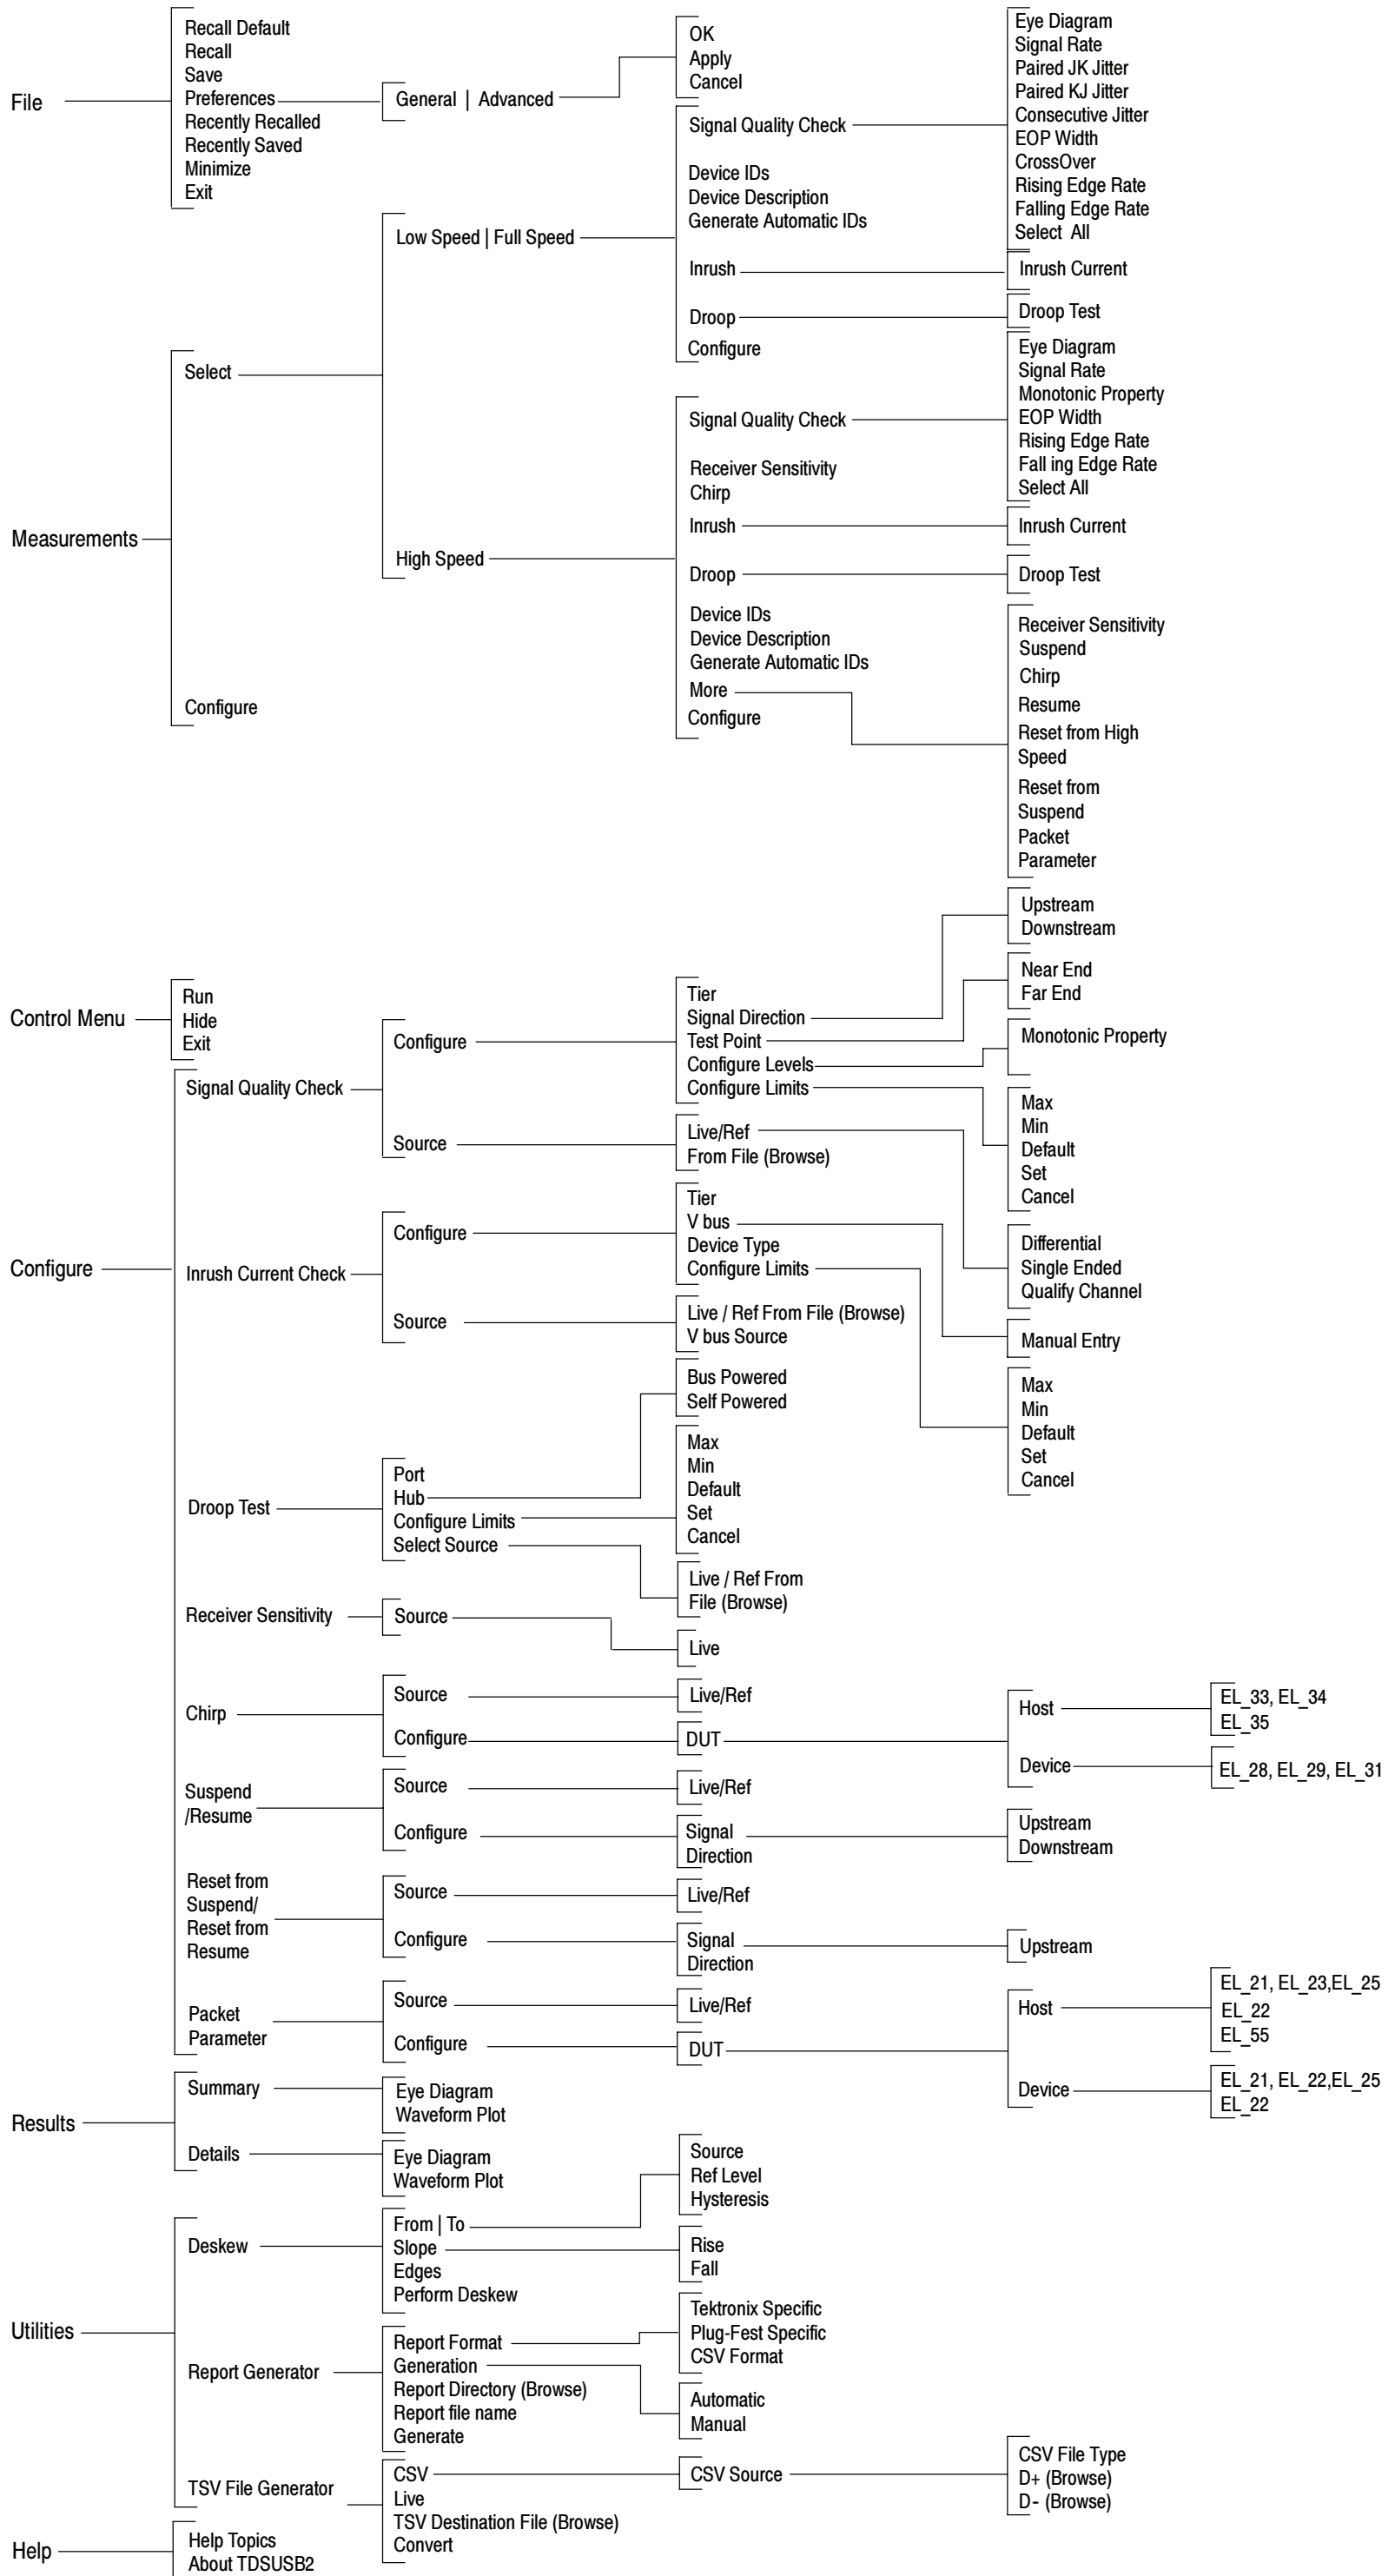 File
Recall Default
Recall
Save
Preferences
Recently Recalled
Recently Saved
Minimize
Exit
General | Advanced
OK
Apply
Cancel
Measurements
Select
Configure
Low Speed | Full Speed
Signal Quality Check
Device IDs
Device Description
Generate Automatic IDs
Inrush
Droop
Configure
Eye Diagram
Signal Rate
Paired JK Jitter
Paired KJ Jitter
Consecutive Jitter
EOP Width
CrossOver
Rising Edge Rate
Falling Edge Rate
Select All
Inrush Current
Droop Test
High Speed
Signal Quality Check
Receiver Sensitivity
Chirp
Inrush
Droop
Device IDs
Device Description
Generate Automatic IDs
More
Configure
Eye Diagram
Signal Rate
Monotonic Property
EOP Width
Rising Edge Rate
Fall ing Edge Rate
Select All
Inrush Current
Droop Test
Receiver Sensitivity
Suspend
Chirp
Resume
Reset from High
Speed
Reset from
Suspend
Packet
Parameter
Control Menu
Run
Hide
Exit
Configure
Signal Quality Check
Configure
Tier
Signal Direction
Test Point
Configure Levels
Configure Limits
Upstream
Downstream
Near End
Far End
Monotonic Property
Max
Min
Default
Set
Cancel
Source
Live/Ref
From File (Browse)
Differential
Single Ended
Qualify Channel
Inrush Current Check
Configure
Tier
V bus
Device Type
Configure Limits
Manual Entry
Max
Min
Default
Set
Cancel
Source
Live / Ref From File (Browse)
V bus Source
Droop Test
Port
Hub
Configure Limits
Select Source
Bus Powered
Self Powered
Max
Min
Default
Set
Cancel
Live / Ref From
File (Browse)
Receiver Sensitivity
Source
Live
Chirp
Source
Live/Ref
Configure
DUT
Host
EL_33, EL_34
EL_35
Device
EL_28, EL_29, EL_31
Suspend
/Resume
Source
Live/Ref
Configure
Signal
Direction
Upstream
Downstream
Reset from
Suspend/
Reset from
Resume
Source
Live/Ref
Configure
Signal
Direction
Upstream
Packet
Parameter
Source
Live/Ref
Configure
DUT
Host
EL_21, EL_23,EL_25
EL_22
EL_55
Device
EL_21, EL_22,EL_25
EL_22
Results
Summary
Eye Diagram
Waveform Plot
Details
Eye Diagram
Waveform Plot
Utilities
Deskew
From | To
Slope
Edges
Perform Deskew
Source
Ref Level
Hysteresis
Rise
Fall
Report Generator
Report Format
Generation
Report Directory (Browse)
Report file name
Generate
Tektronix Specific
Plug-Fest Specific
CSV Format
Automatic
Manual
TSV File Generator
CSV
Live
TSV Destination File (Browse)
Convert
CSV Source
CSV File Type
D+ (Browse)
D- (Browse)
Help
Help Topics
About TDSUSB2